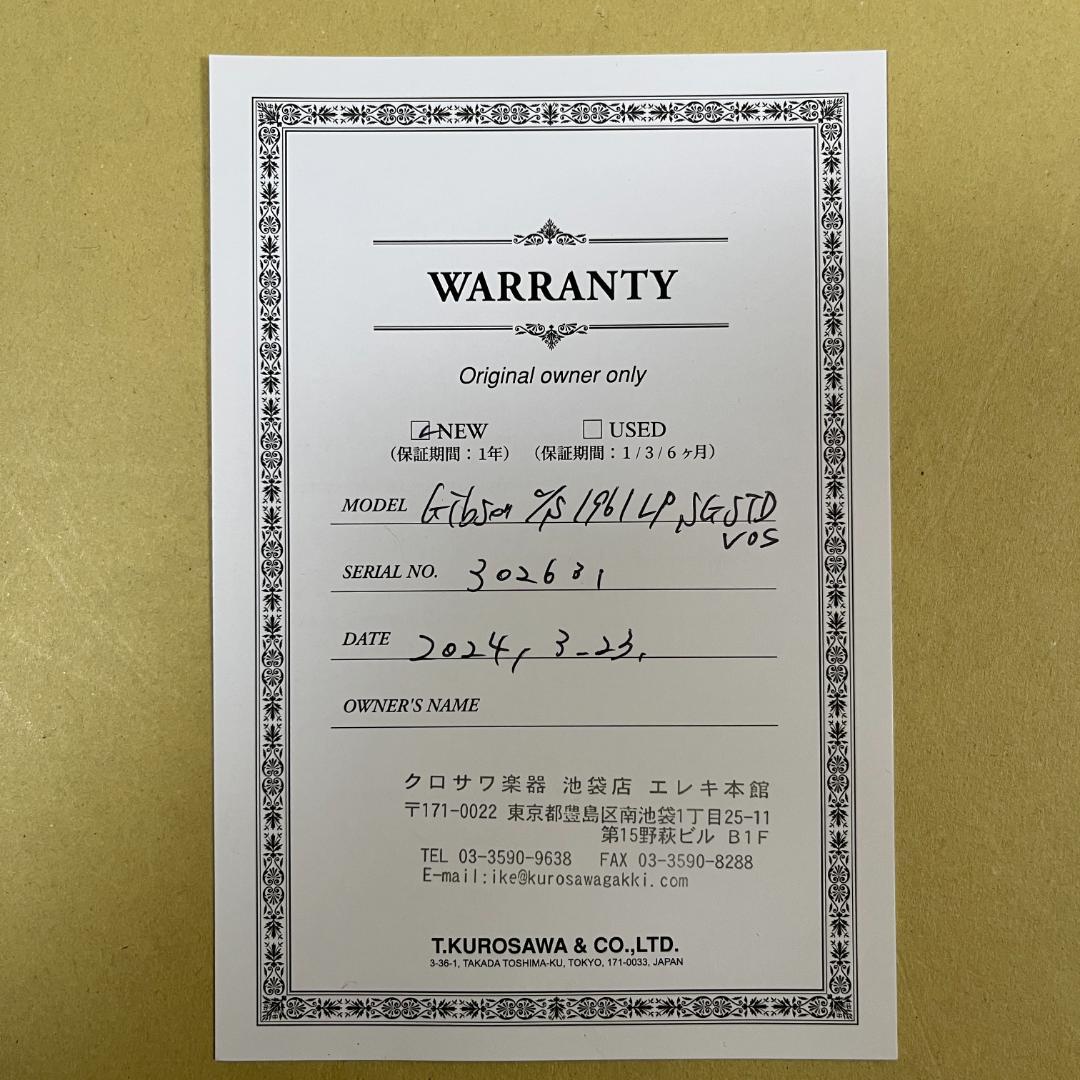 WARRANTY
Original owner only
☑ NEW □ USED
(保証期間：1年) (保証期間：1/3/6ヶ月)
MODEL Gibson C/S 1961 LP SG STD
VOS
SERIAL NO. 302631
DATE 2024, 3-23.
OWNER'S NAME
クロサワ楽器 池袋店 エレキ本館
〒171-0022 東京都豊島区南池袋1丁目25-11
第15野萩ビル B1F
TEL 03-3590-9638 FAX 03-3590-8288
E-mail:ike@kurosawagakki.com
T.KUROSAWA & CO.,LTD.
3-36-1, TAKADA TOSHIMA-KU, TOKYO, 171-0033, JAPAN